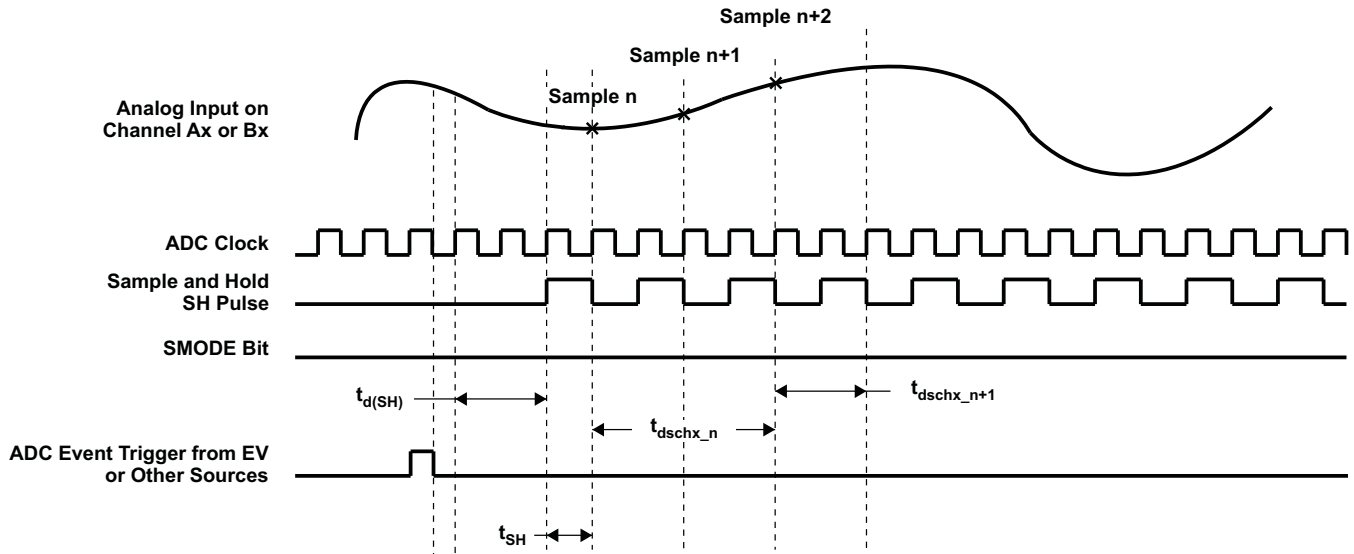 Sample n+2
Sample n+1
Sample n
Analog Input on
Channel Ax or Bx
ADC Clock
Sample and Hold
SH Pulse
SMODE Bit
td(SH)
tdschx_n+1
tdschx_n
ADC Event Trigger from EV
or Other Sources
tSH